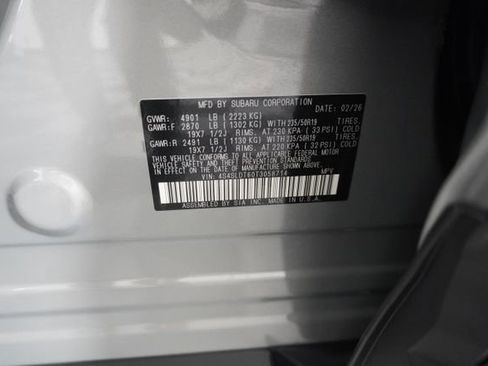 MFD BY SUBARU CORPORATION DATE: 02/26
GVWR: 4901 LB ( 2223 KG)
GAWR:F 2870 LB ( 1302 KG) WITH 235/50R19 TIRES,
19X7 1/2J RIMS, AT 230 KPA ( 33 PSI) COLD
GAWR:R 2491 LB ( 1130 KG) WITH 235/50R19 TIRES,
19X7 1/2J RIMS, AT 220 KPA ( 32 PSI) COLD
THIS VEHICLE CONFORMS TO ALL APPLICABLE FEDERAL MOTOR
VEHICLE SAFETY AND THEFT PREVENTION STANDARDS IN
EFFECT ON THE DATE OF MANUFACTURE SHOWN ABOVE.
VIN: 4S4SLDT60T3058714 MPV
ASSEMBLED BY SIA INC. MADE IN U.S.A.